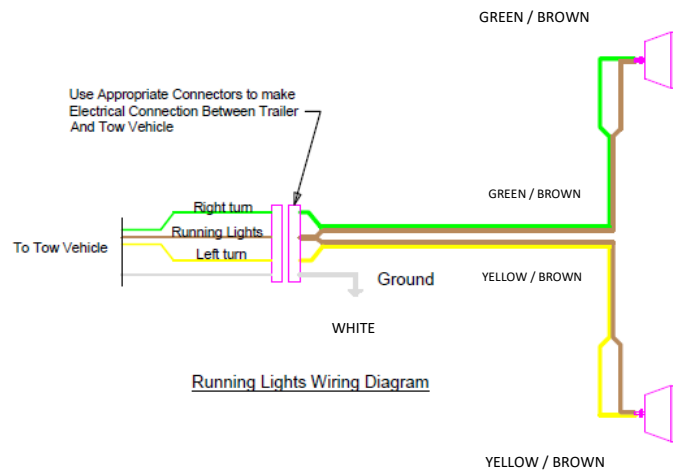 GREEN / BROWN
Use Appropriate Connectors to make
Electrical Connection Between Trailer
And Tow Vehicle
GREEN / BROWN
Right turn
Running Lights
To Tow Vehicle
Left turn
Ground
YELLOW / BROWN
WHITE
Running Lights Wiring Diagram
YELLOW / BROWN